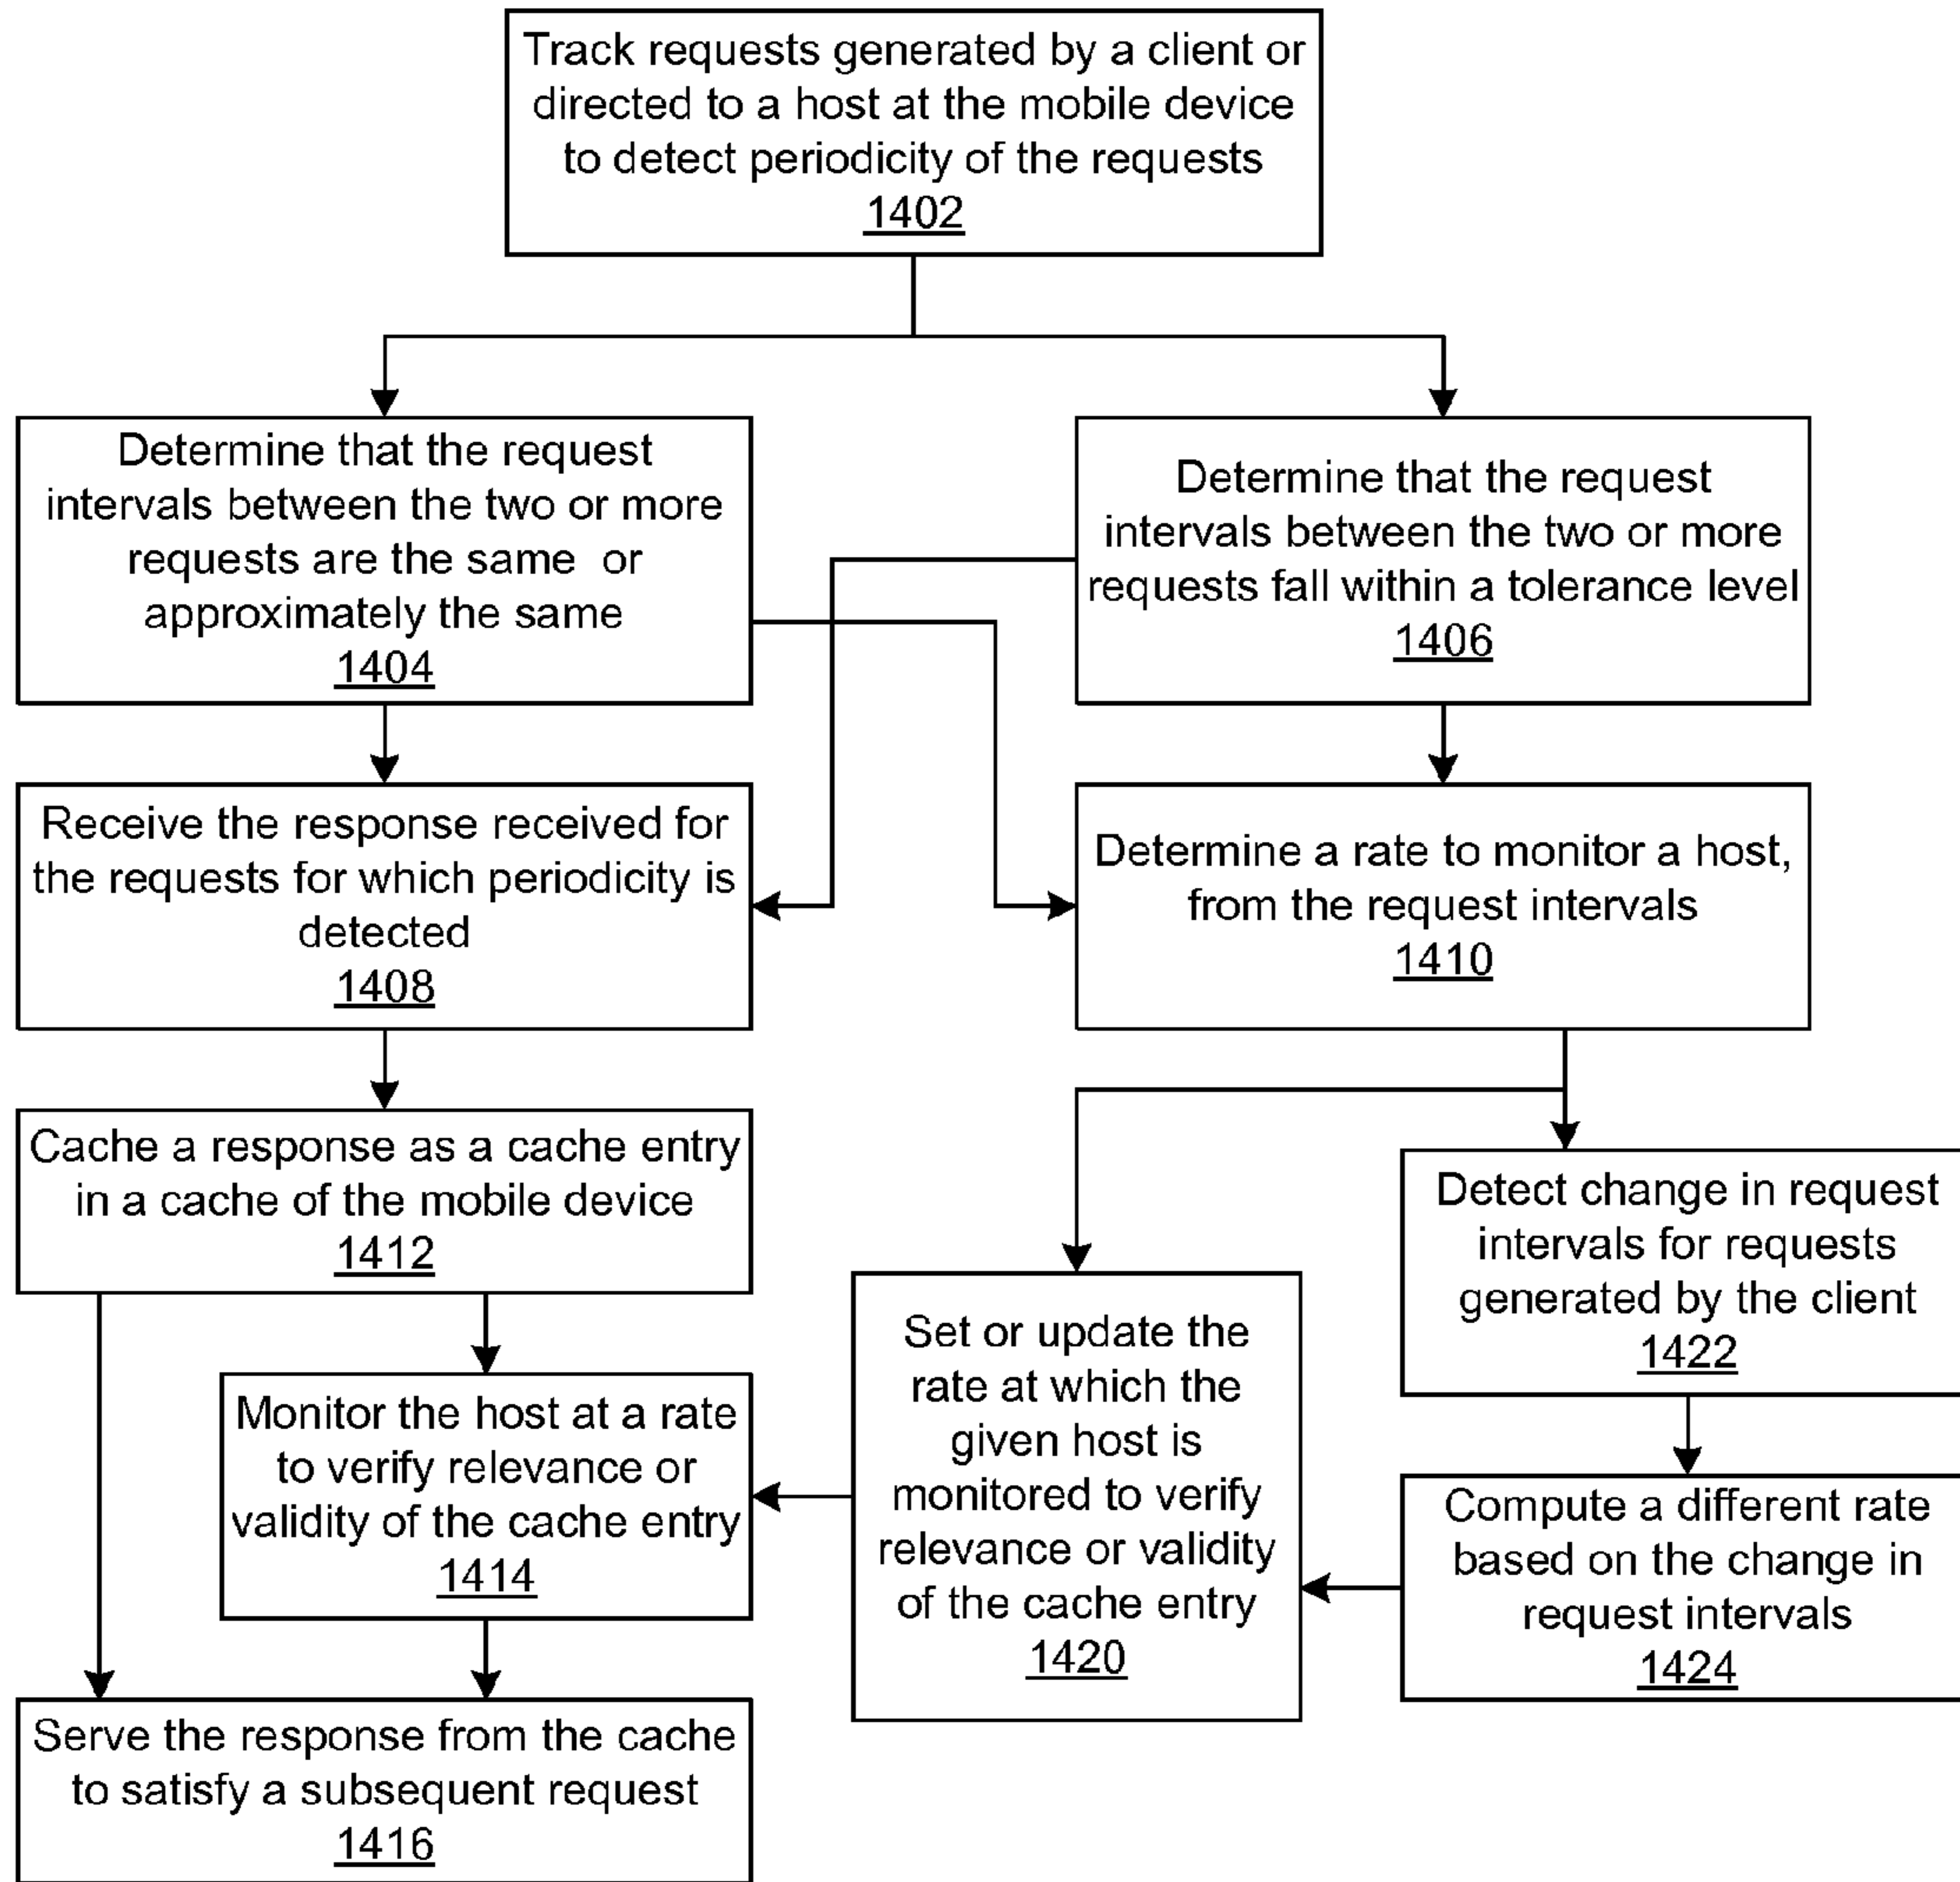 Track requests generated by a client or
directed to a host at the mobile device
to detect periodicity of the requests
1402
Determine that the request
intervals between the two or more
requests are the same or
approximately the same
1404
Determine that the request
intervals between the two or more
requests fall within a tolerance level
1406
Receive the response received for
the requests for which periodicity is
detected
1408
Determine a rate to monitor a host,
from the request intervals
1410
Cache a response as a cache entry
in a cache of the mobile device
1412
Detect change in request
intervals for requests
generated by the client
1422
Set or update the
rate at which the
given host is
monitored to verify
relevance or validity
of the cache entry
1420
Monitor the host at a rate
to verify relevance or
validity of the cache entry
1414
Compute a different rate
based on the change in
request intervals
1424
Serve the response from the cache
to satisfy a subsequent request
1416